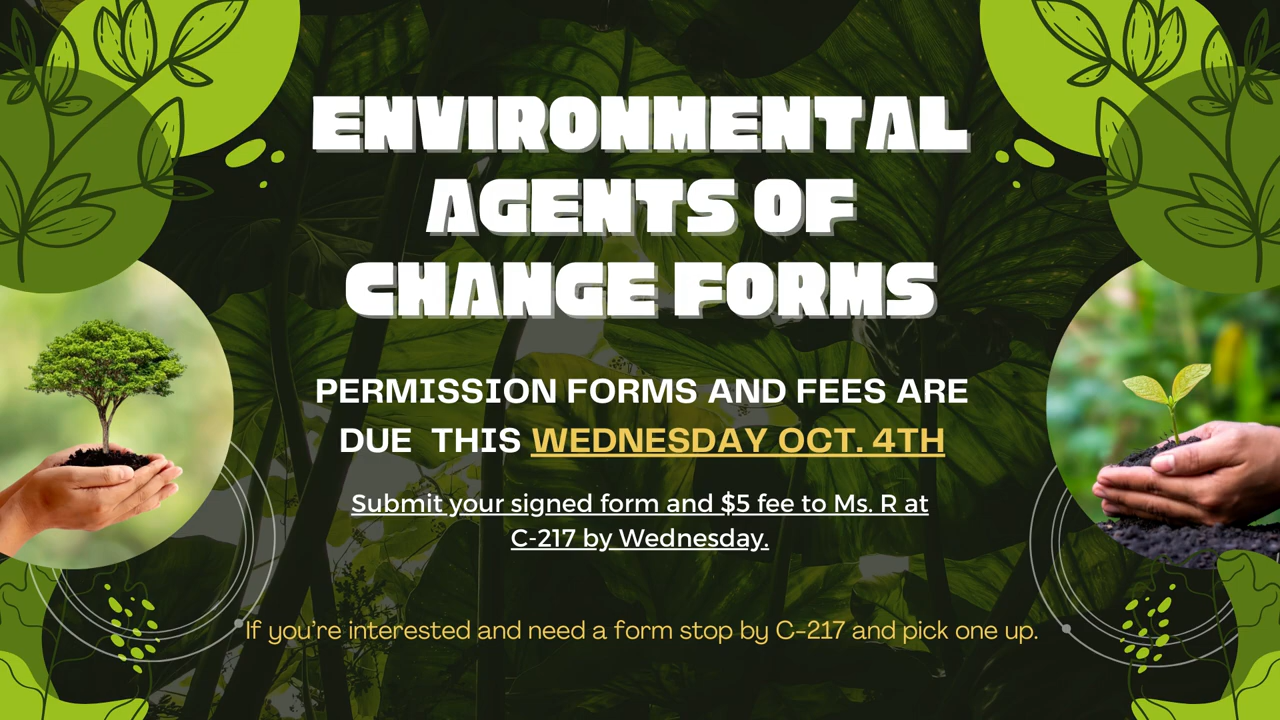 ENVIRONMENTAL
AGENTS OF
CHANGE FORMS
PERMISSION FORMS AND FEES ARE
DUE THIS WEDNESDAY OCT. 4TH
Submit your signed form and $5 fee to Ms. R at
C-217 by Wednesday.
If you're interested and need a form stop by C-217 and pick one up.